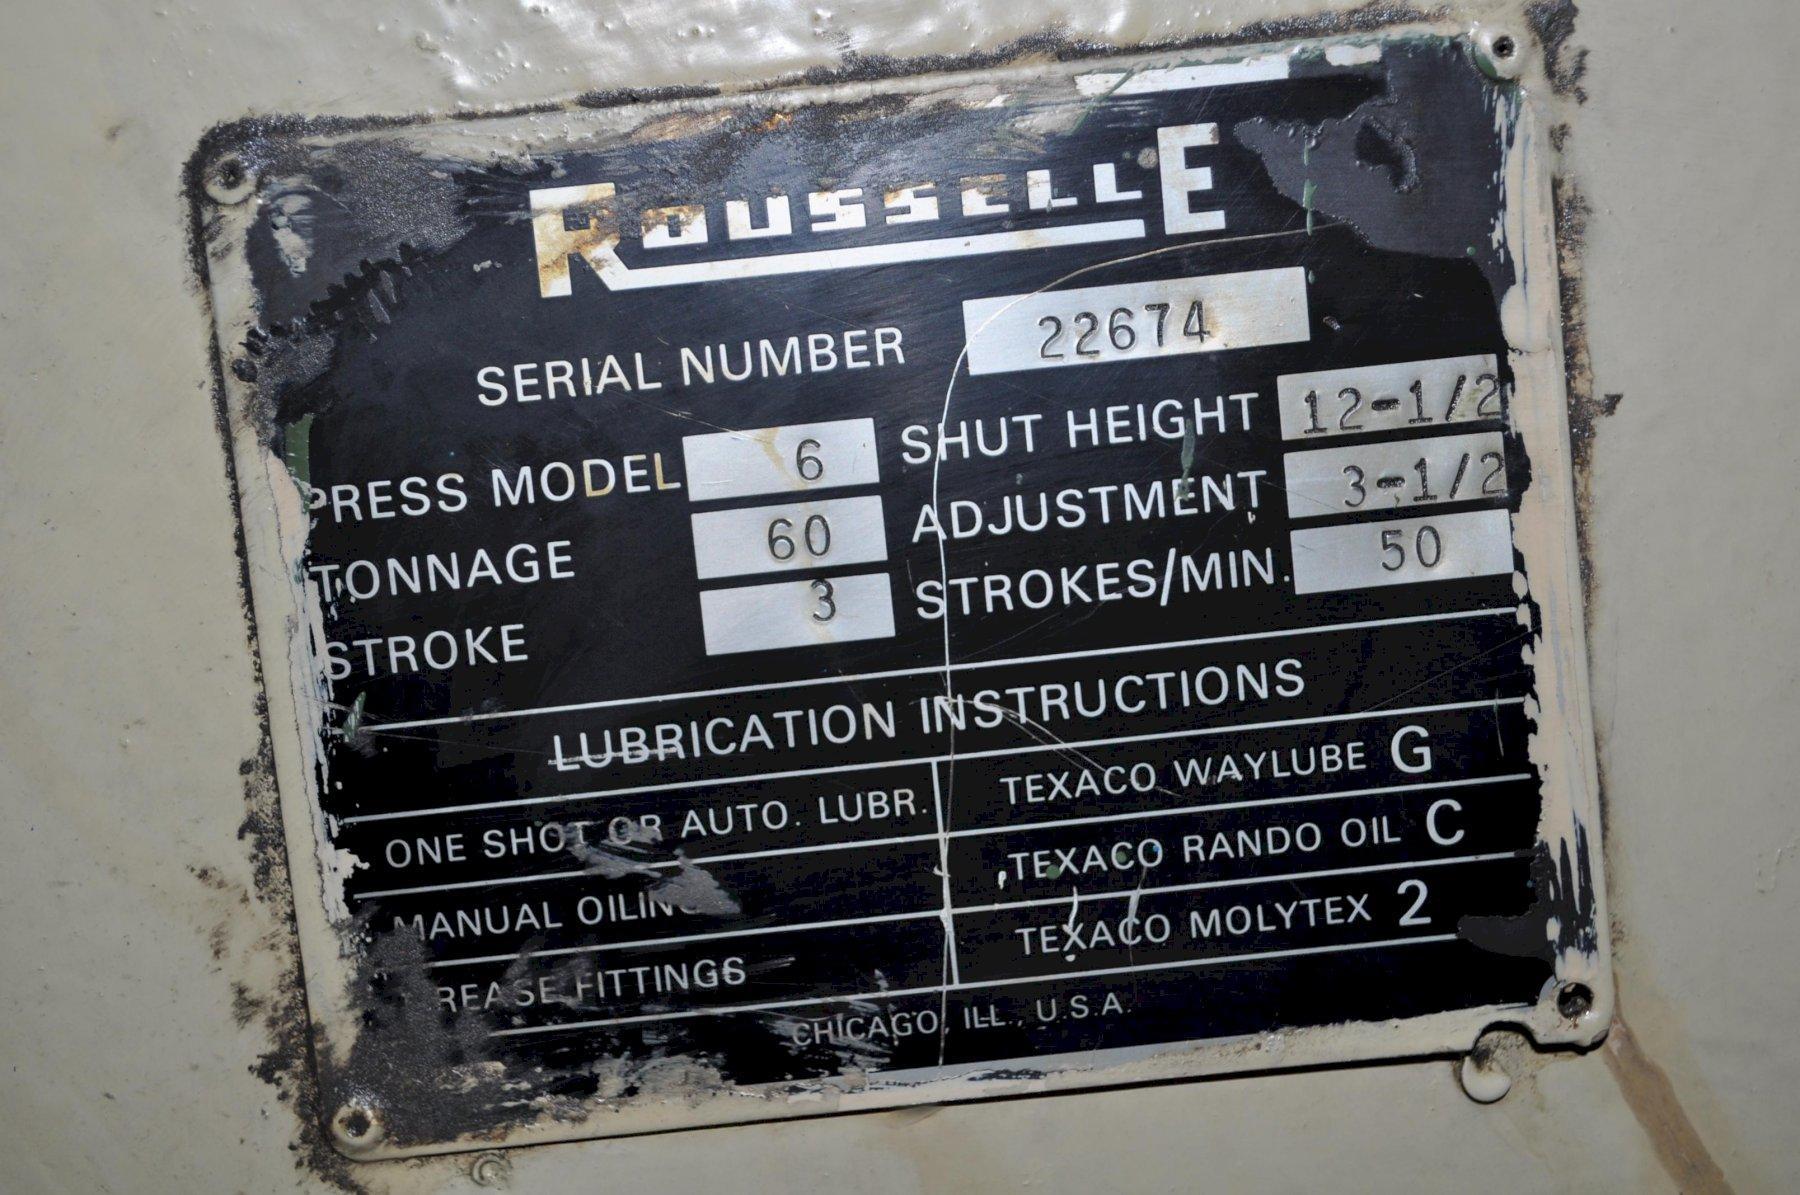 ROUSSELLE
SERIAL NUMBER 22674
PRESS MODEL 6 SHUT HEIGHT 12-1/2
TONNAGE 60 ADJUSTMENT 3-1/2
STROKE 3 STROKES/MIN. 50
LUBRICATION INSTRUCTIONS
ONE SHOT OR AUTO. LUBR. TEXACO WAYLUBE G
MANUAL OILING TEXACO RANDO OIL C
GREASE FITTINGS TEXACO MOLYTEX 2
CHICAGO, ILL., U.S.A.